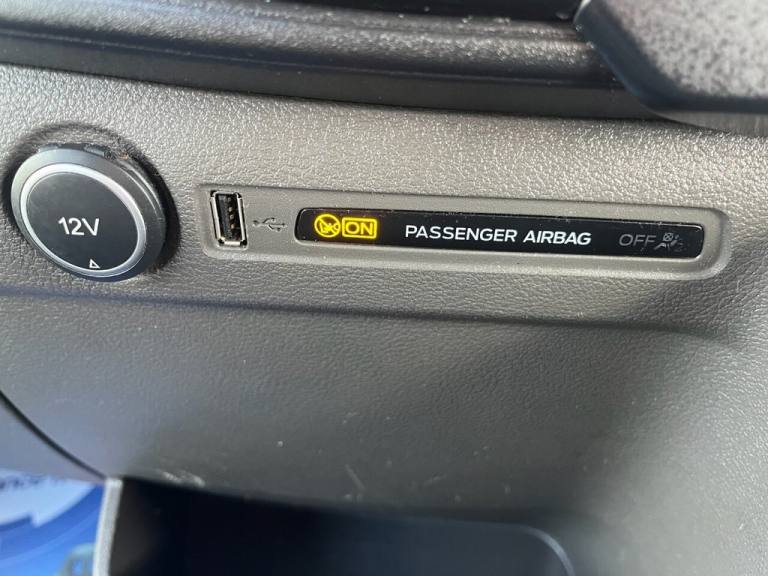 12V
ON PASSENGER AIRBAG OFF